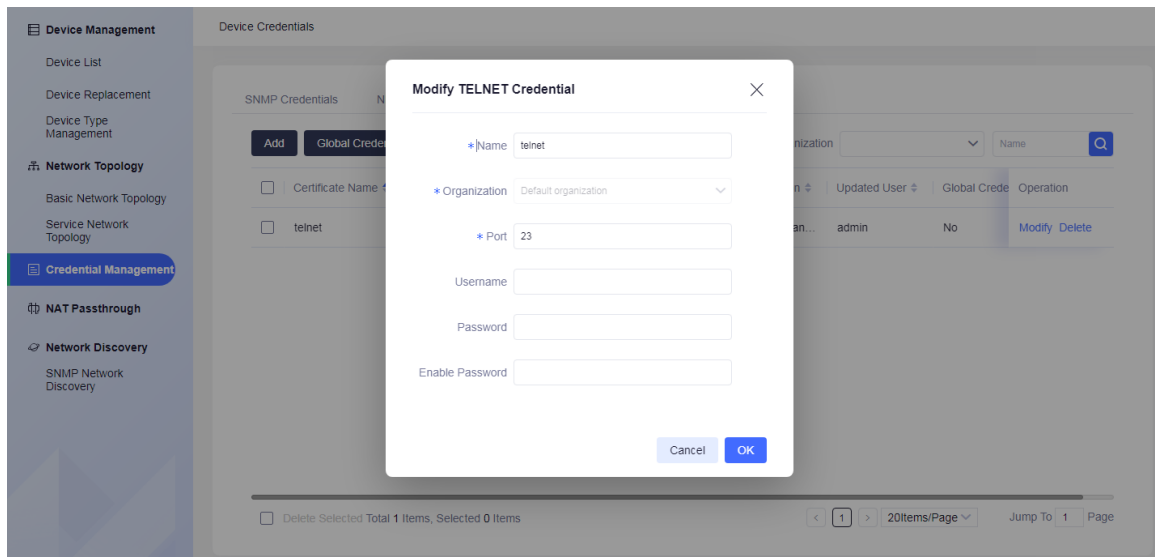 Device Management
Device List
Device Replacement
Device Type
Management
Network Topology
Basic Network Topology
Service Network
Topology
Credential Management
NAT Passthrough
Network Discovery
SNMP Network
Discovery
Device Credentials
SNMP Credentials N
Add Global Creder nization Name
Certificate Name n Updated User Global Crede Operation
telnet an... admin No Modify Delete
Delete Selected Total 1 Items, Selected 0 Items
< 1 > 20Items/Page Jump To 1 Page
Modify TELNET Credential
* Name telnet
* Organization Default organization
* Port 23
Username
Password
Enable Password
Cancel OK